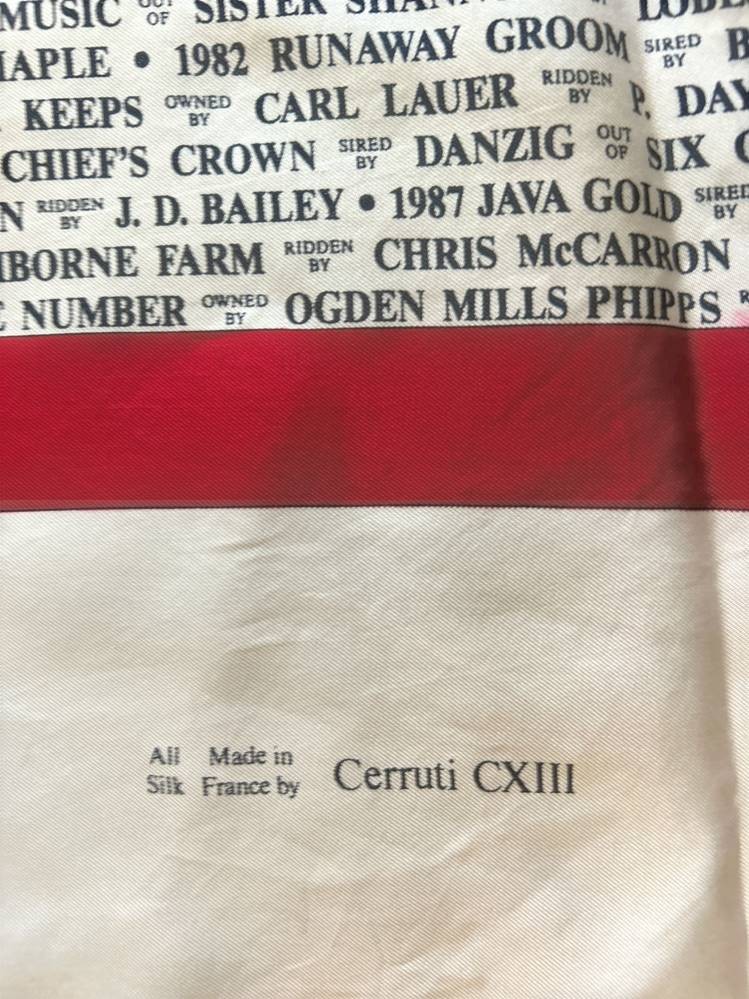 MUSIC OUT OF SISTER
MAPLE • 1982 RUNAWAY GROOM SIRED BY B
KEEPS OWNED BY CARL LAUER RIDDEN BY P. DAY
CHIEF'S CROWN SIRED BY DANZIG OUT OF SIX
N RIDDEN BY J. D. BAILEY • 1987 JAVA GOLD SIRED BY
IBORNE FARM RIDDEN BY CHRIS McCARRON
NUMBER OWNED BY OGDEN MILLS PHIPPS R
All Silk Made in France by Cerruti CXIII